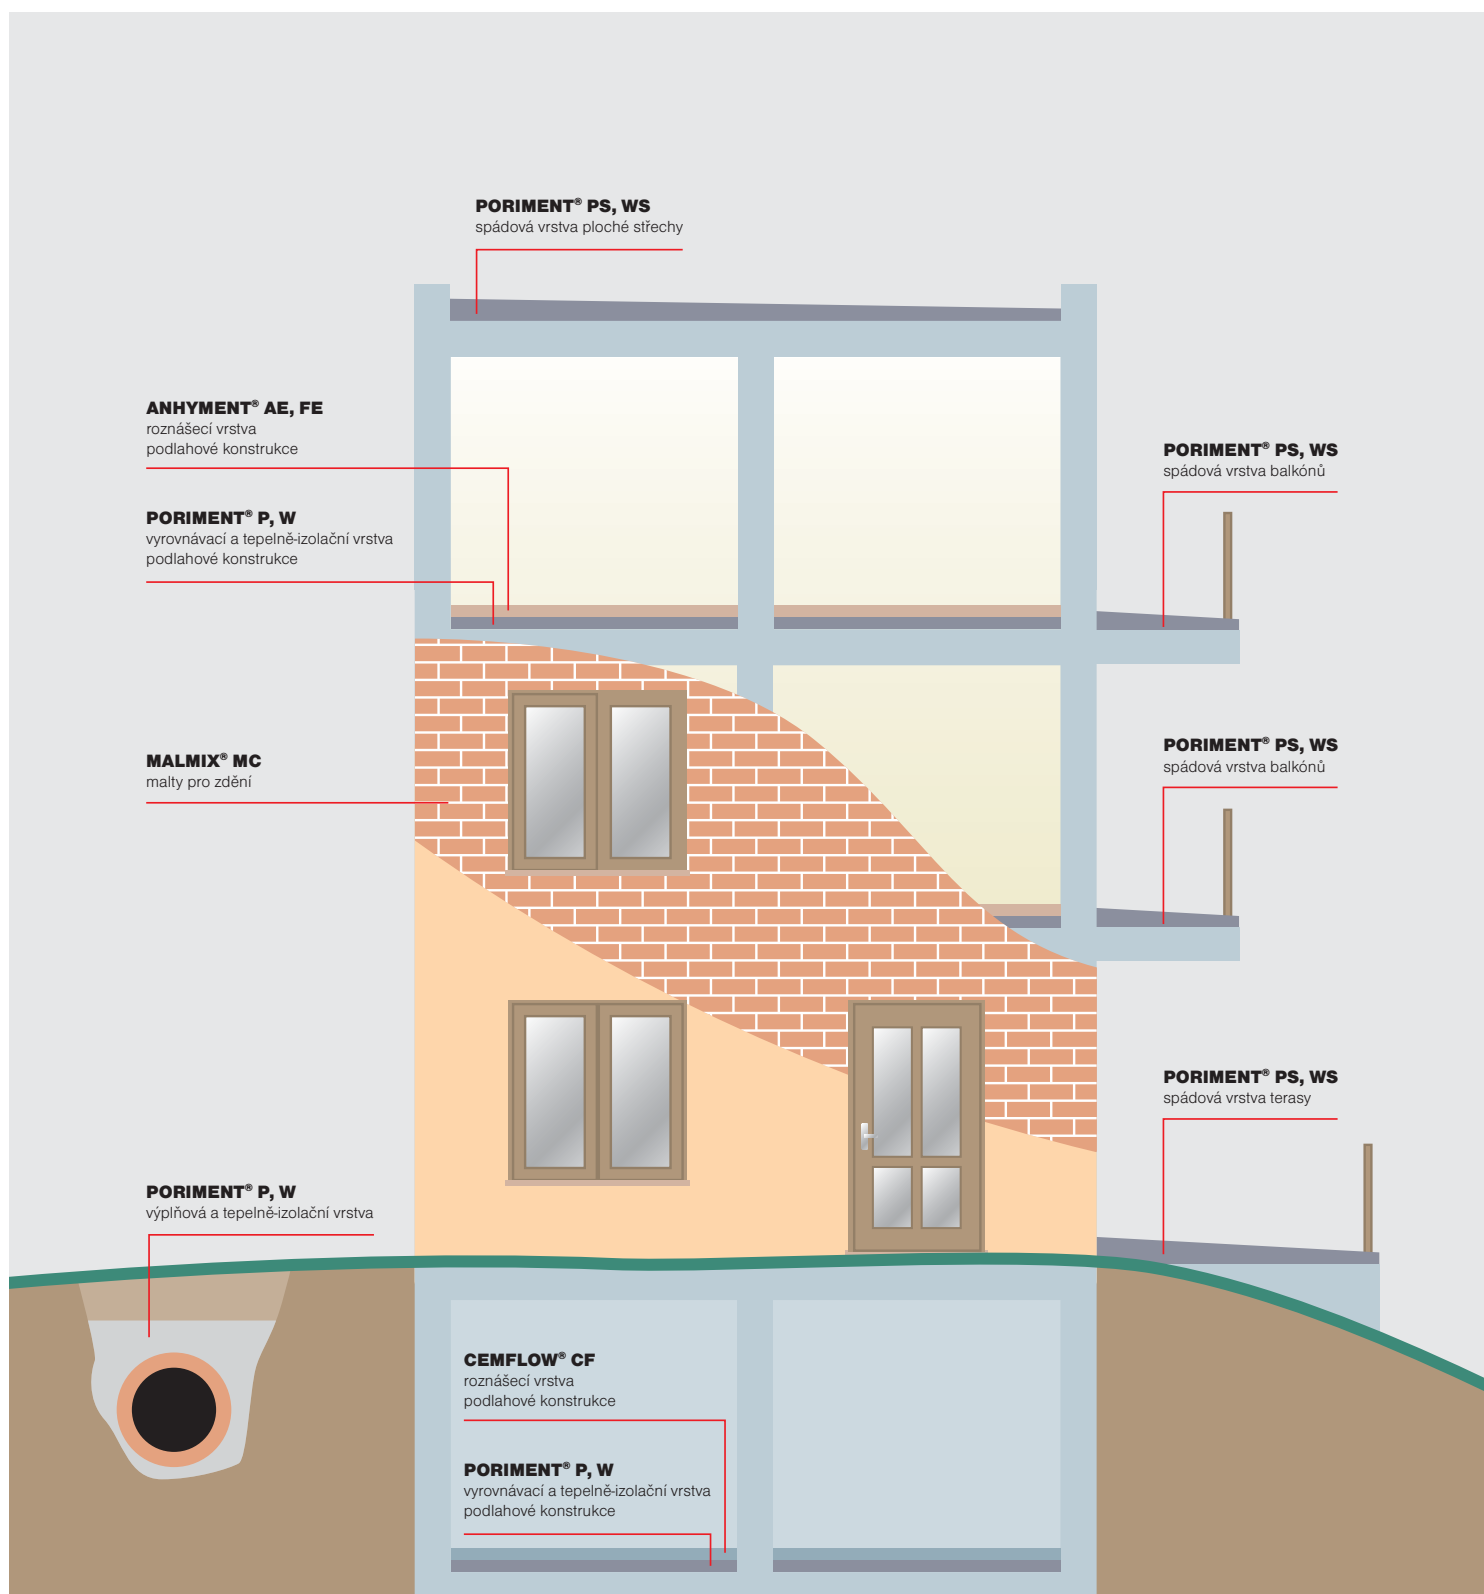 PORIMENT® PS, WS
spádová vrstva ploché střechy
ANHYMENT® AE, FE
roznášecí vrstva
podlahové konstrukce
PORIMENT® P, W
vyrovnávací a tepelně-izolační vrstva
podlahové konstrukce
PORIMENT® PS, WS
spádová vrstva balkónů
MALMIX® MC
malty pro zdění
PORIMENT® PS, WS
spádová vrstva balkónů
PORIMENT® PS, WS
spádová vrstva terasy
PORIMENT® P, W
výplňová a tepelně-izolační vrstva
CEMFLOW® CF
roznášecí vrstva
podlahové konstrukce
PORIMENT® P, W
vyrovnávací a tepelně-izolační vrstva
podlahové konstrukce